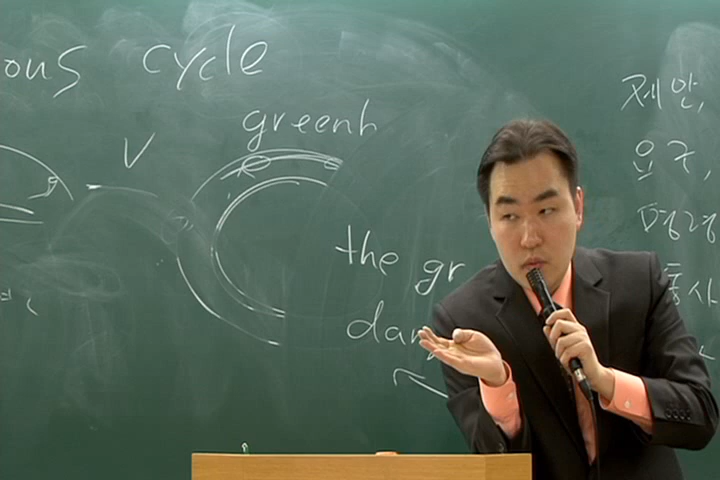 ous cycle
greenh
V
the gr
dan
제안,
요구,
명령
동사